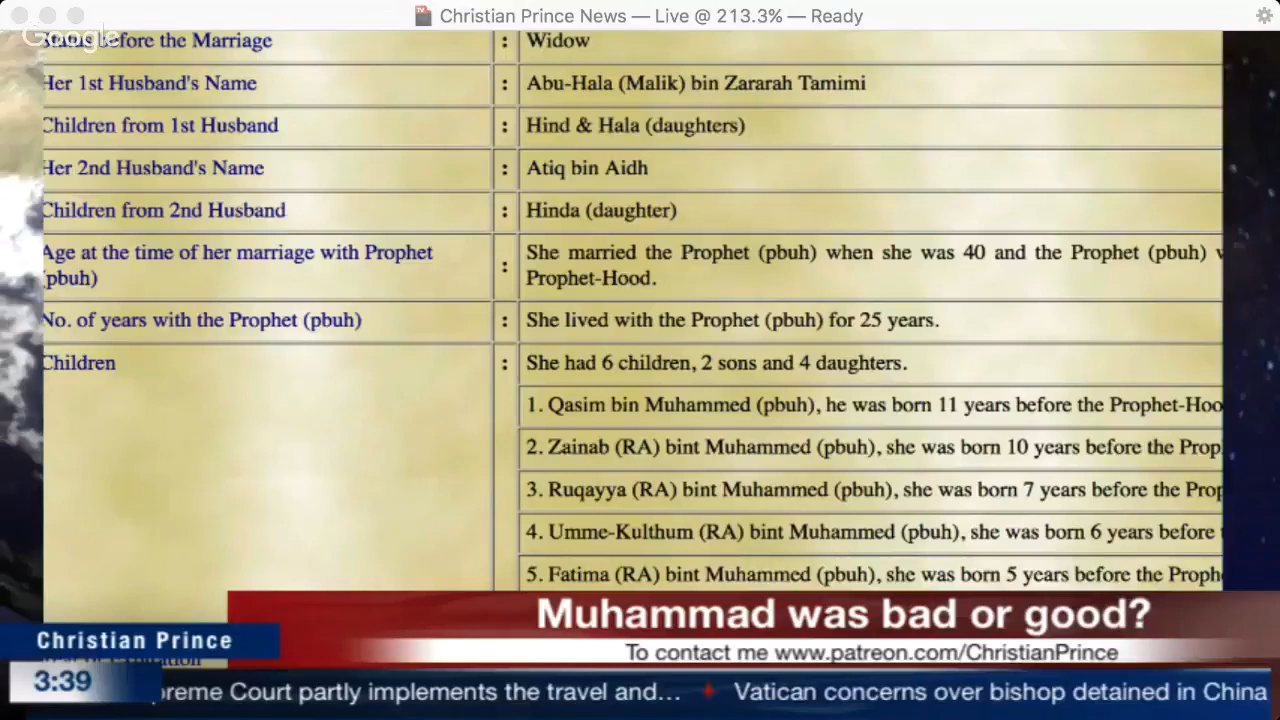 Christian Prince News — Live @ 213.3% — Ready
Google
Status before the Marriage : Widow
Her 1st Husband's Name : Abu-Hala (Malik) bin Zararah Tamimi
Children from 1st Husband : Hind & Hala (daughters)
Her 2nd Husband's Name : Atiq bin Aidh
Children from 2nd Husband : Hinda (daughter)
Age at the time of her marriage with Prophet
(pbuh)
: She married the Prophet (pbuh) when she was 40 and the Prophet (pbuh)
Prophet-Hood.
No. of years with the Prophet (pbuh) : She lived with the Prophet (pbuh) for 25 years.
Children : She had 6 children, 2 sons and 4 daughters.
1. Qasim bin Muhammed (pbuh), he was born 11 years before the Prophet-Hoo
2. Zainab (RA) bint Muhammed (pbuh), she was born 10 years before the Prop
3. Ruqayya (RA) bint Muhammed (pbuh), she was born 7 years before the Prop
4. Umme-Kulthum (RA) bint Muhammed (pbuh), she was born 6 years before
5. Fatima (RA) bint Muhammed (pbuh), she was born 5 years before the Proph
Muhammad was bad or good?
Christian Prince
To contact me www.patreon.com/ChristianPrince
3:39
preme Court partly implements the travel and... Vatican concerns over bishop detained in China